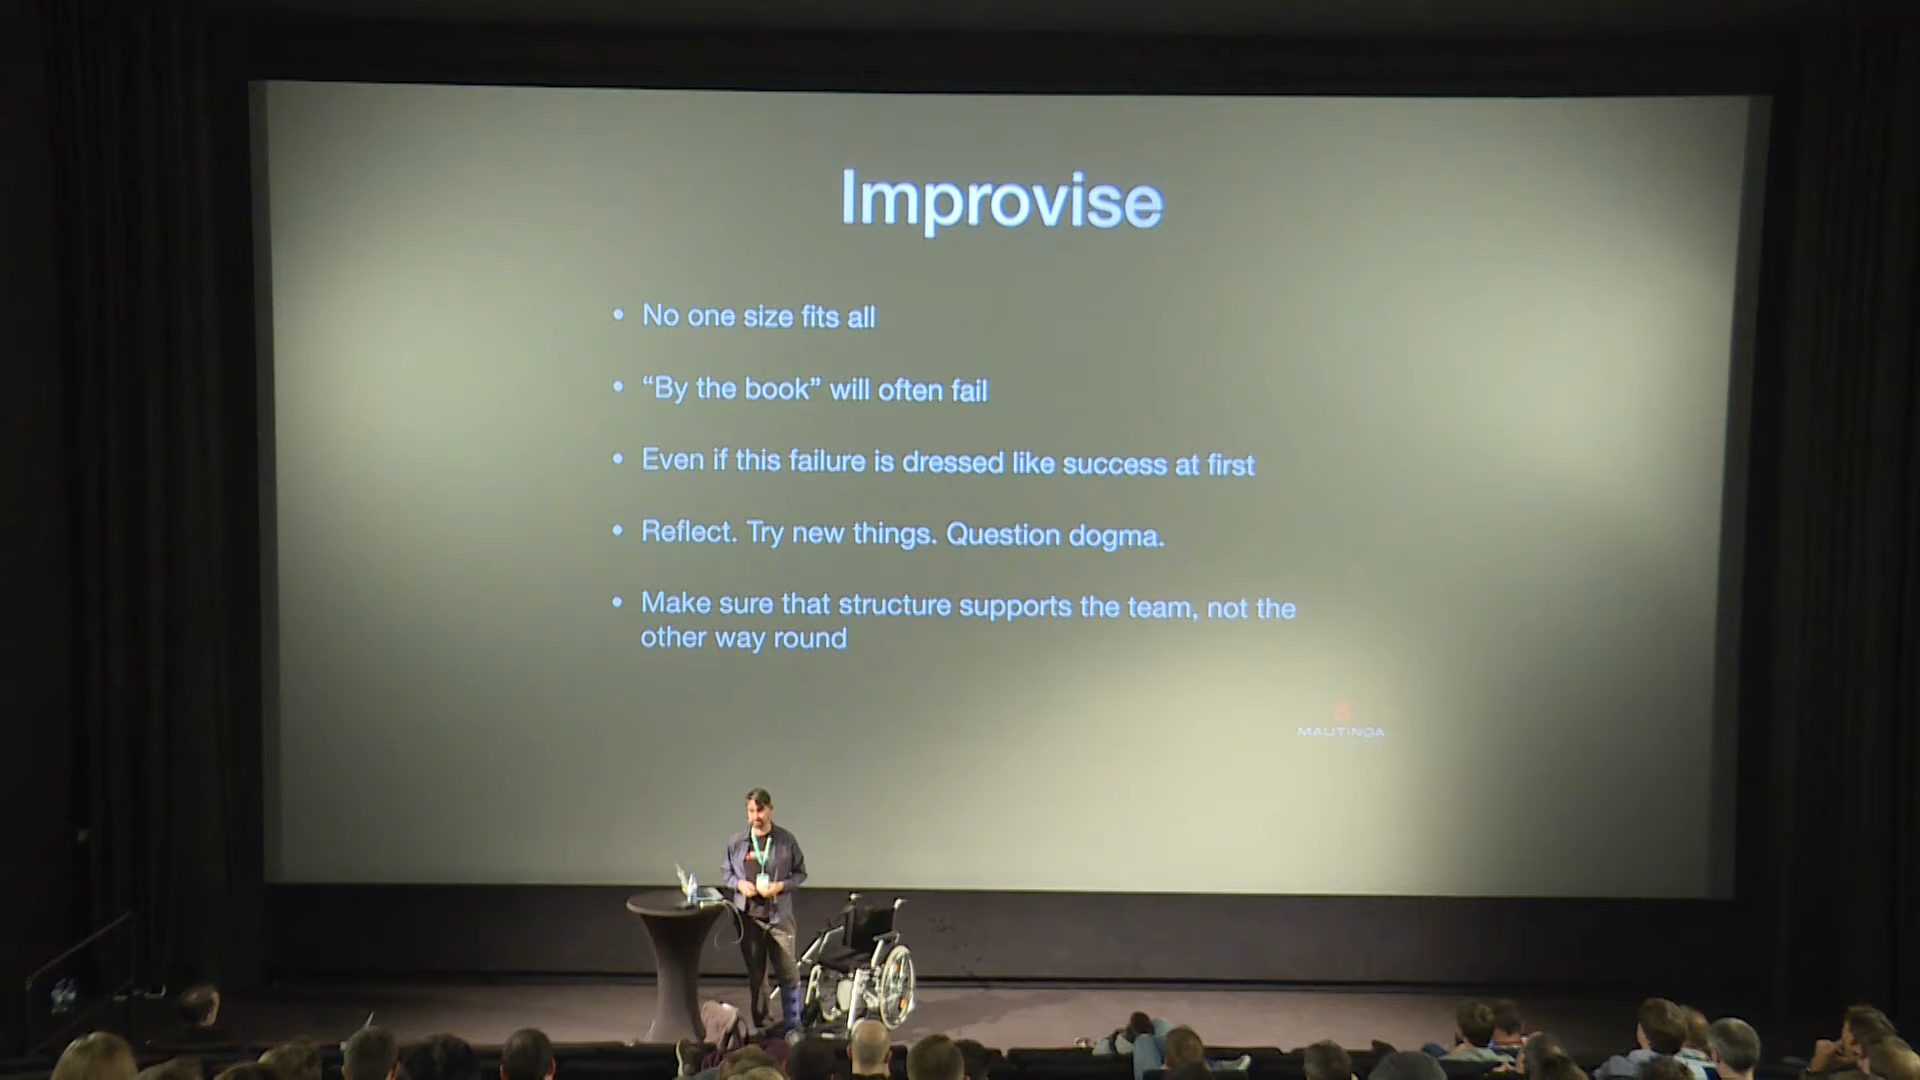 Improvise
• No one size fits all
• “By the book” will often fail
• Even if this failure is dressed like success at first
• Reflect. Try new things. Question dogma.
• Make sure that structure supports the team, not the
other way round
MAUTINOA